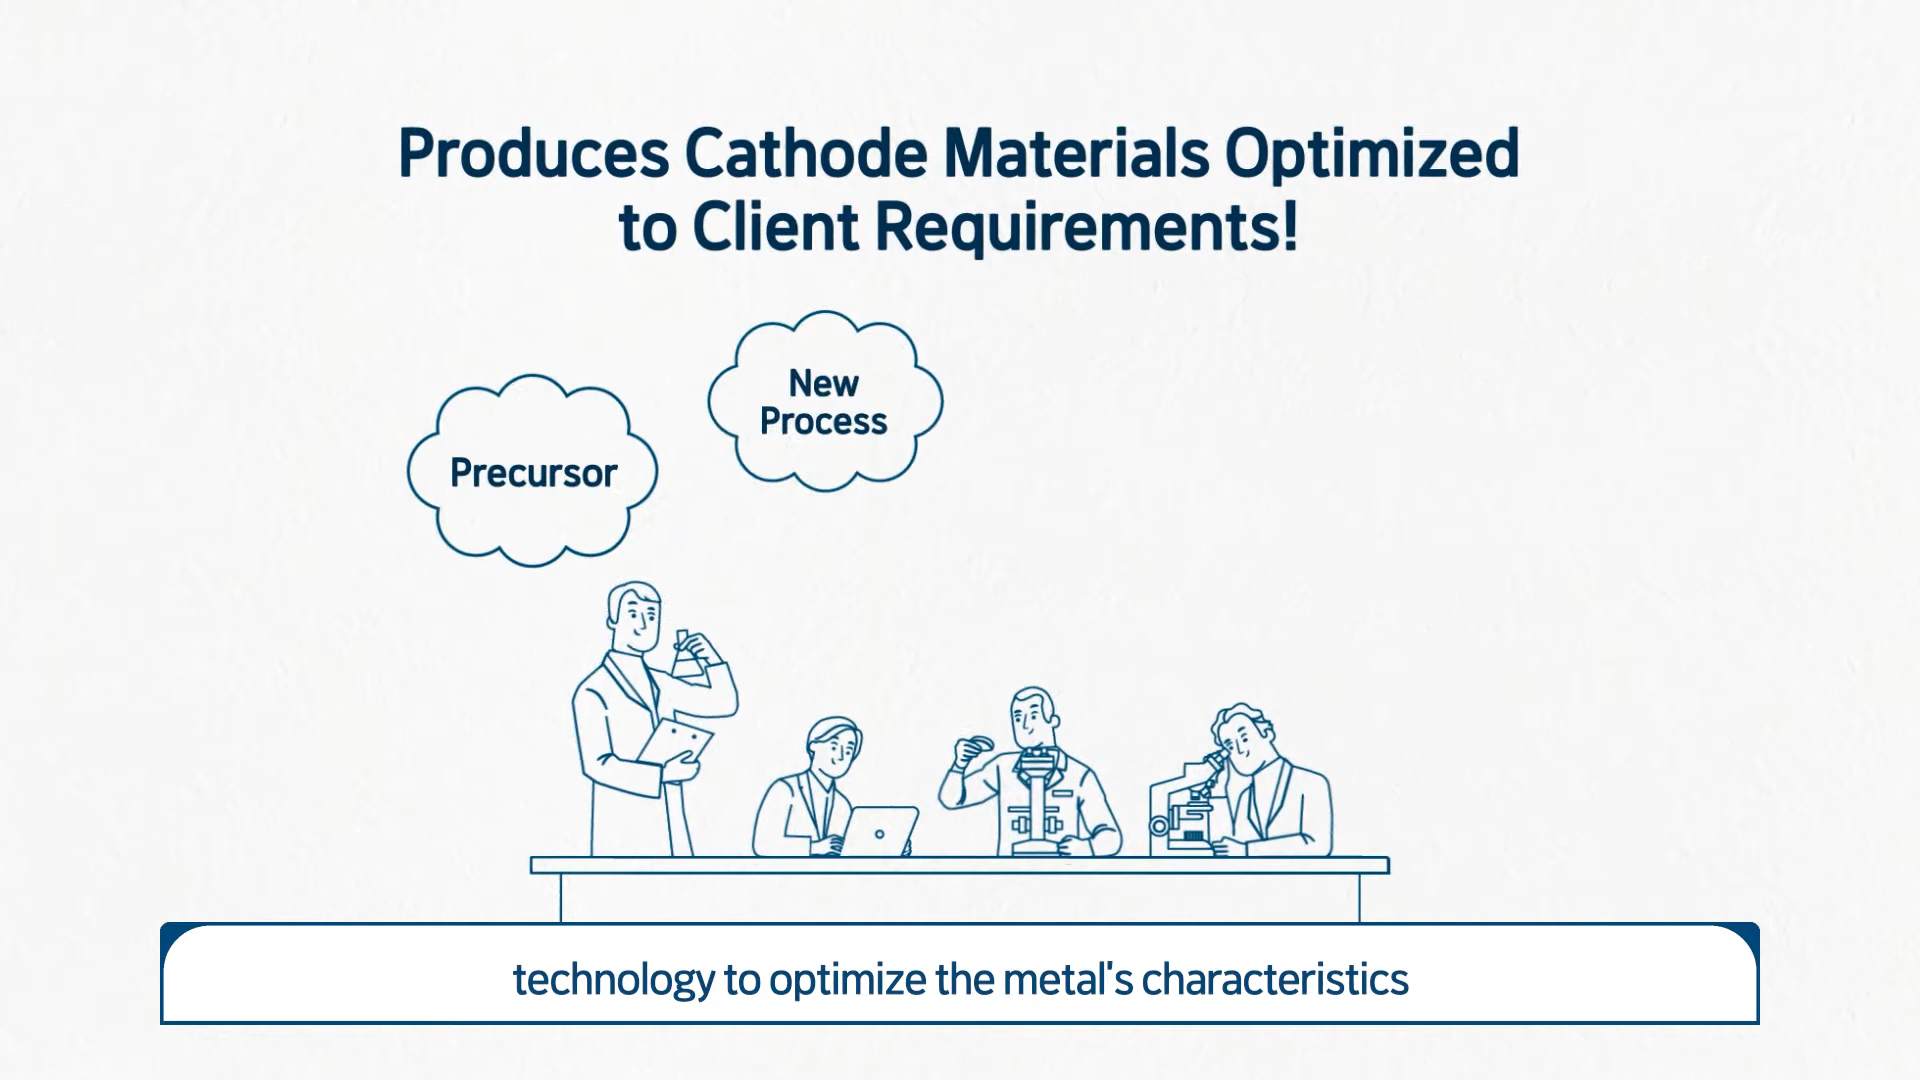 Produces Cathode Materials Optimized
to Client Requirements!
New
Process
Precursor
technology to optimize the metal's characteristics